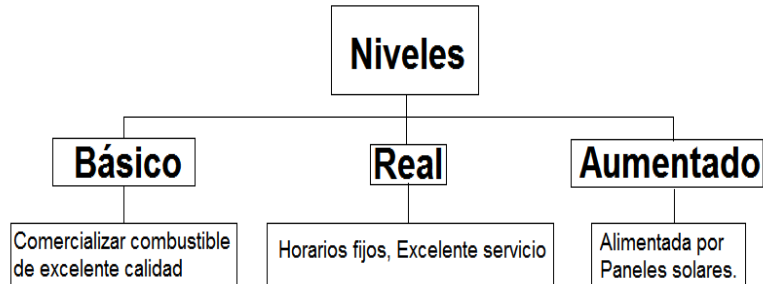 Niveles
Básico
Real
Aumentado
Comercializar combustible
de excelente calidad
Horarios fijos, Excelente servicio
Alimentada por
Paneles solares.